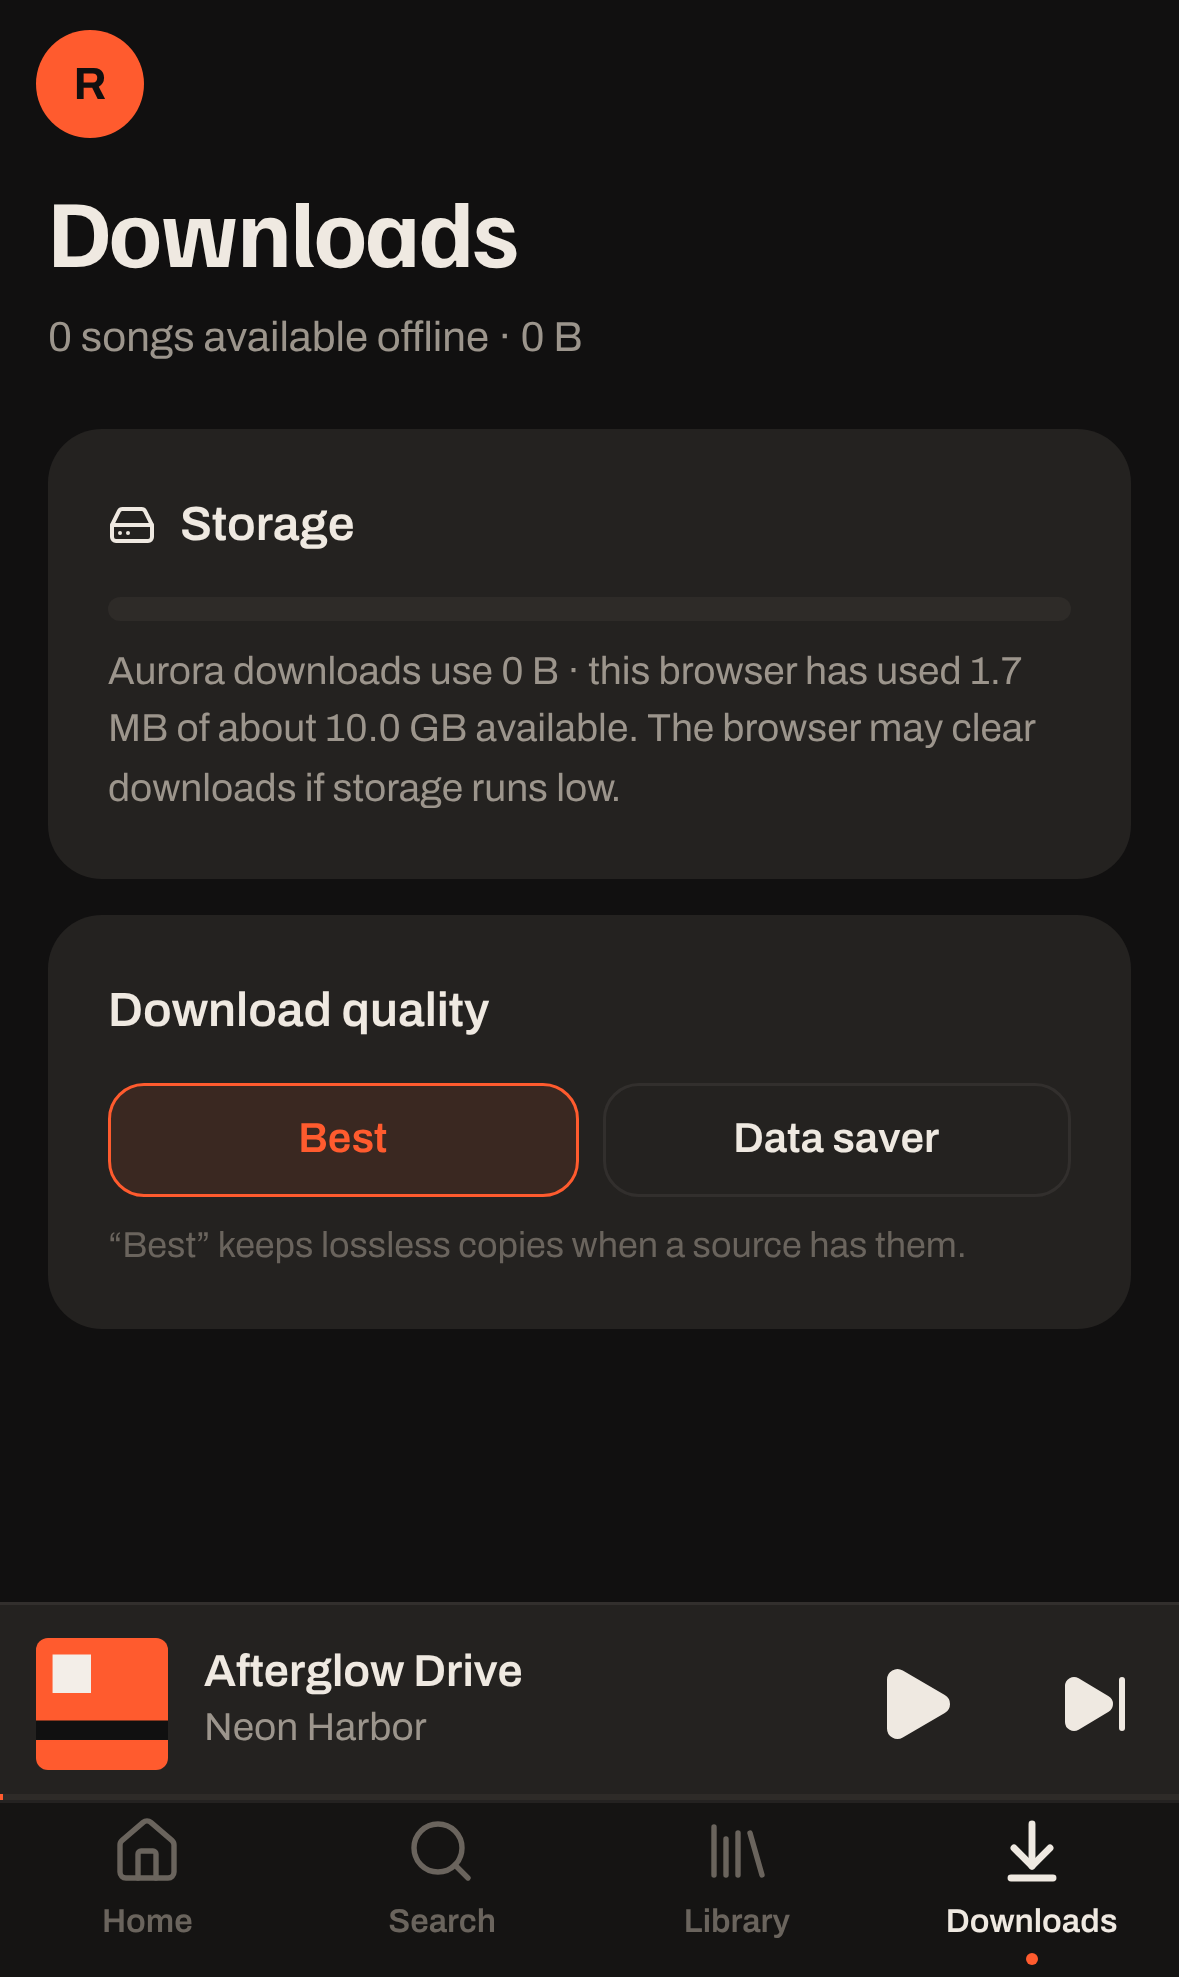 R
Downloads
0 songs available offline · 0 B
Storage
Aurora downloads use 0 B · this browser has used 1.7
MB of about 10.0 GB available. The browser may clear
downloads if storage runs low.
Download quality
Best
Data saver
“Best” keeps lossless copies when a source has them.
Afterglow Drive
Neon Harbor
Home
Search
Library
Downloads